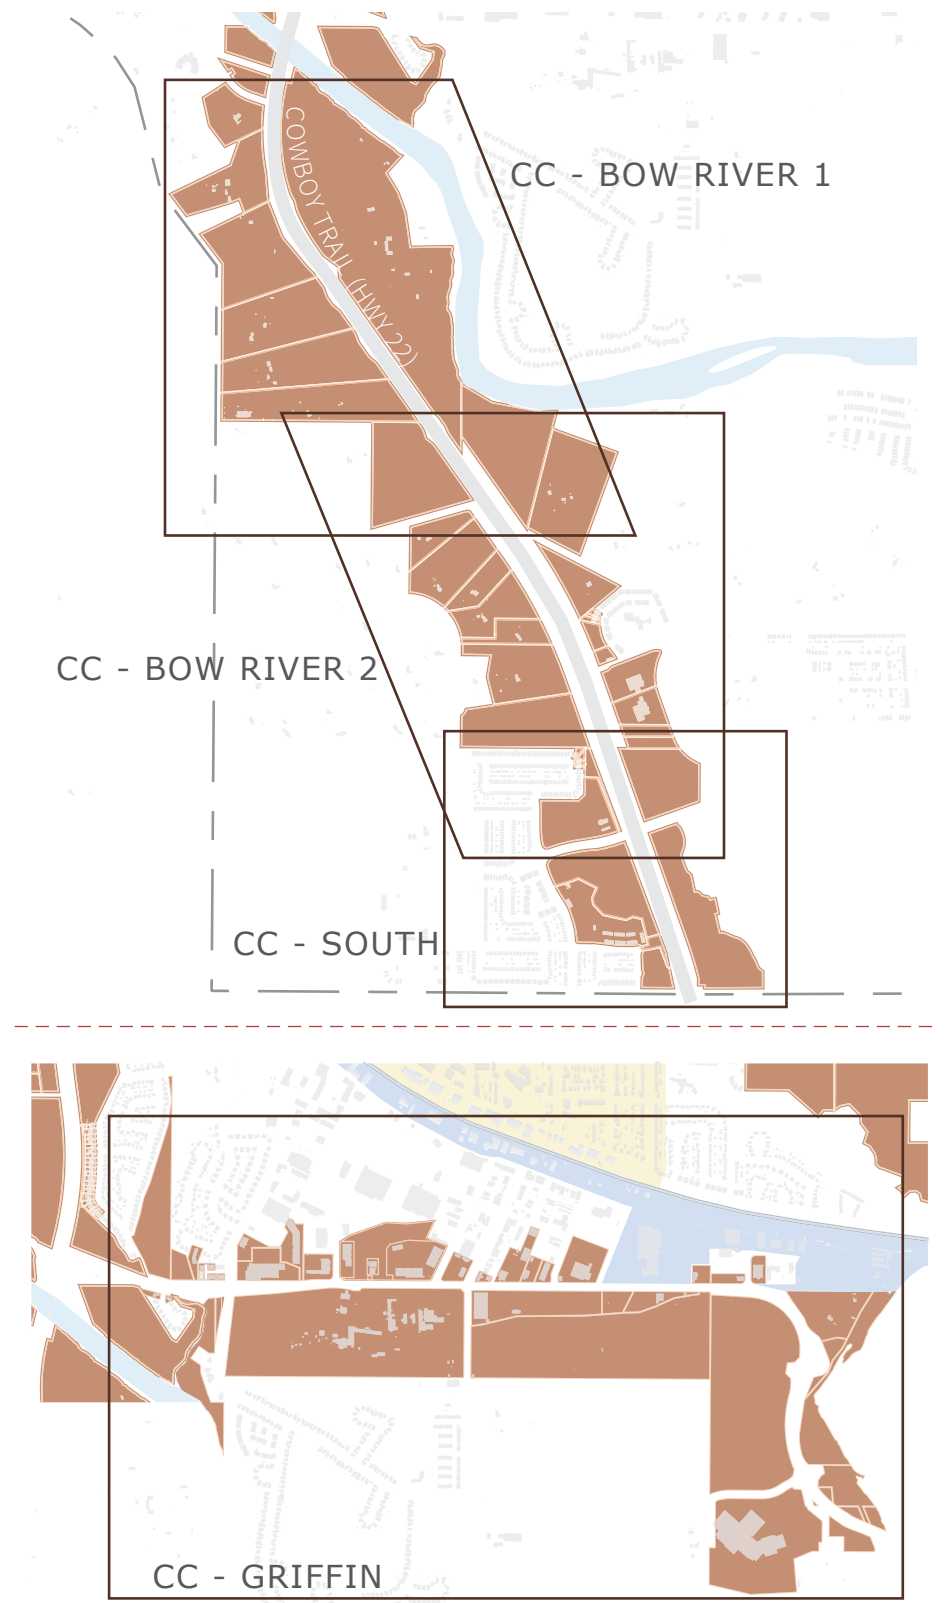 CC - BOW RIVER 1
COWBOY TRAIL (HWY 22)
CC - BOW RIVER 2
CC - SOUTH
CC - GRIFFIN